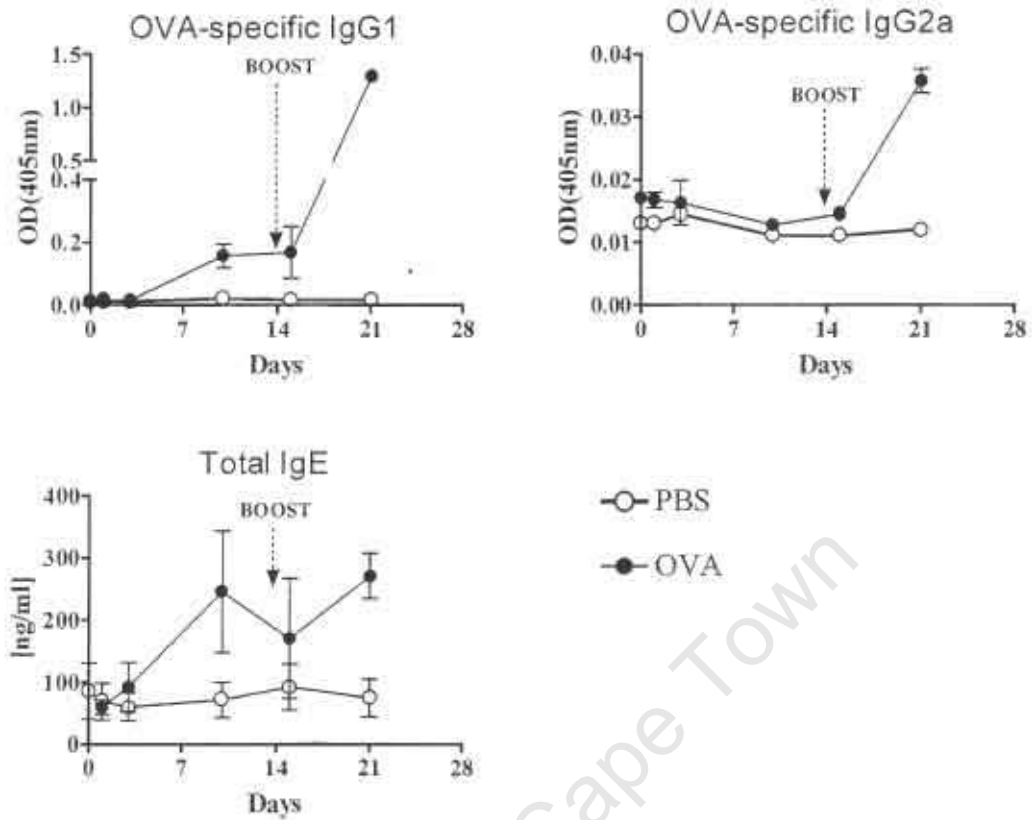 OVA-specific IgG1
OD(405nm)
1.5
1.0
0.5
0.4
0.2
0.0
BOOST
0 7 14 21 28
Days
OVA-specific IgG2a
OD(405nm)
0.04
0.03
0.02
0.01
0.00
BOOST
0 7 14 21 28
Days
Total IgE
[ng/ml]
400
300
200
100
0
BOOST
0 7 14 21 28
Days
PBS
OVA
Cape Town